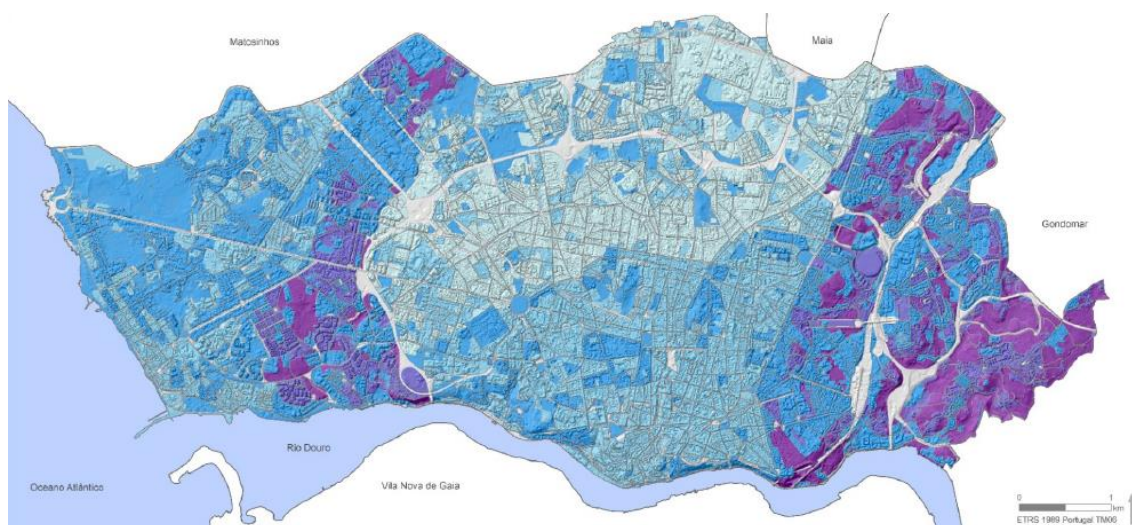 Matosinhos
Maia
Gondomar
Rio Douro
Vila Nova de Gaia
Oceano Atlântico
0 1
km
ETRS 1989 Portugal TM06